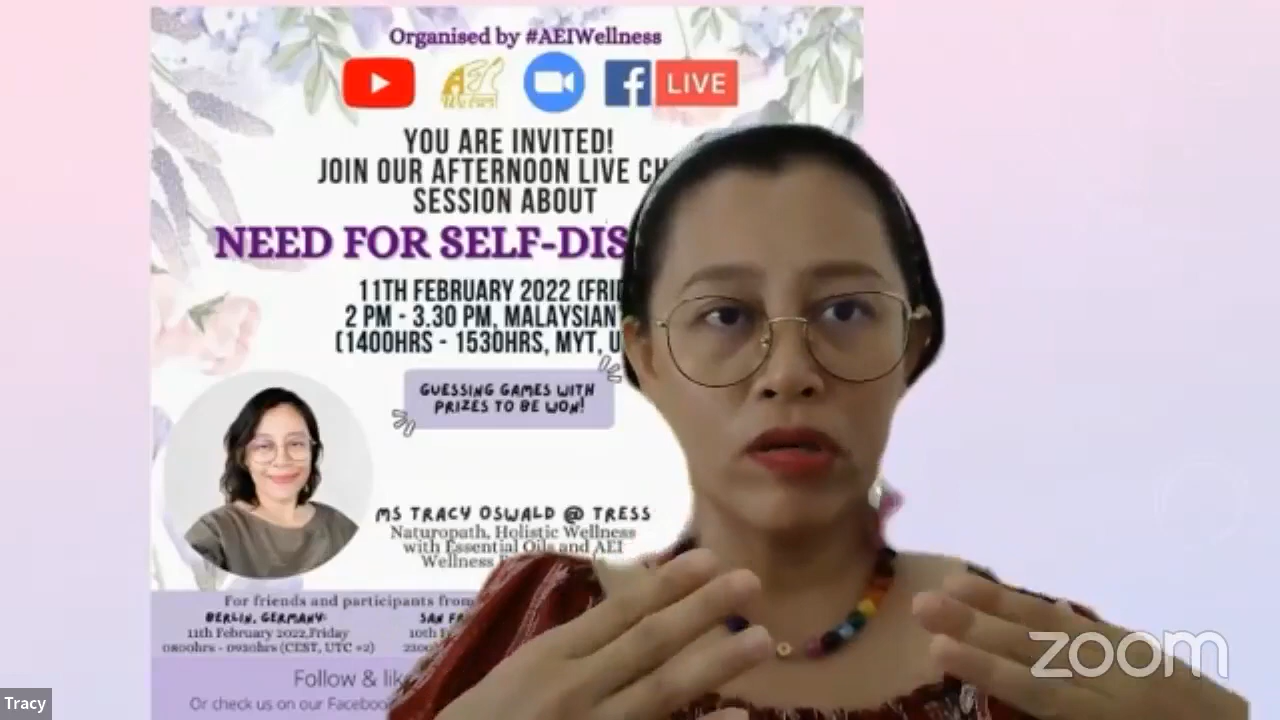 Organised by #AEIWellness
LIVE
YOU ARE INVITED!
JOIN OUR AFTERNOON LIVE CH
SESSION ABOUT
NEED FOR SELF-DIS
11TH FEBRUARY 2022 (FRI
2 PM - 3.30 PM, MALAYSIAN
(1400HRS - 1530HRS, MYT, U
GUESSING GAMES WITH
PRIZES TO BE WON!
MS TRACY OSWALD @ TRESS
Naturopath, Holistic Wellness
with Essential Oils and AEI
Wellness
For friends and participants from
BERLIN, GERMANY:
11th February 2022,Friday
0800hrs - 0930hrs (CEST, UTC +2)
SAN FR
10th F
Follow & lik
Or check us on our Facebook
zoom
Tracy